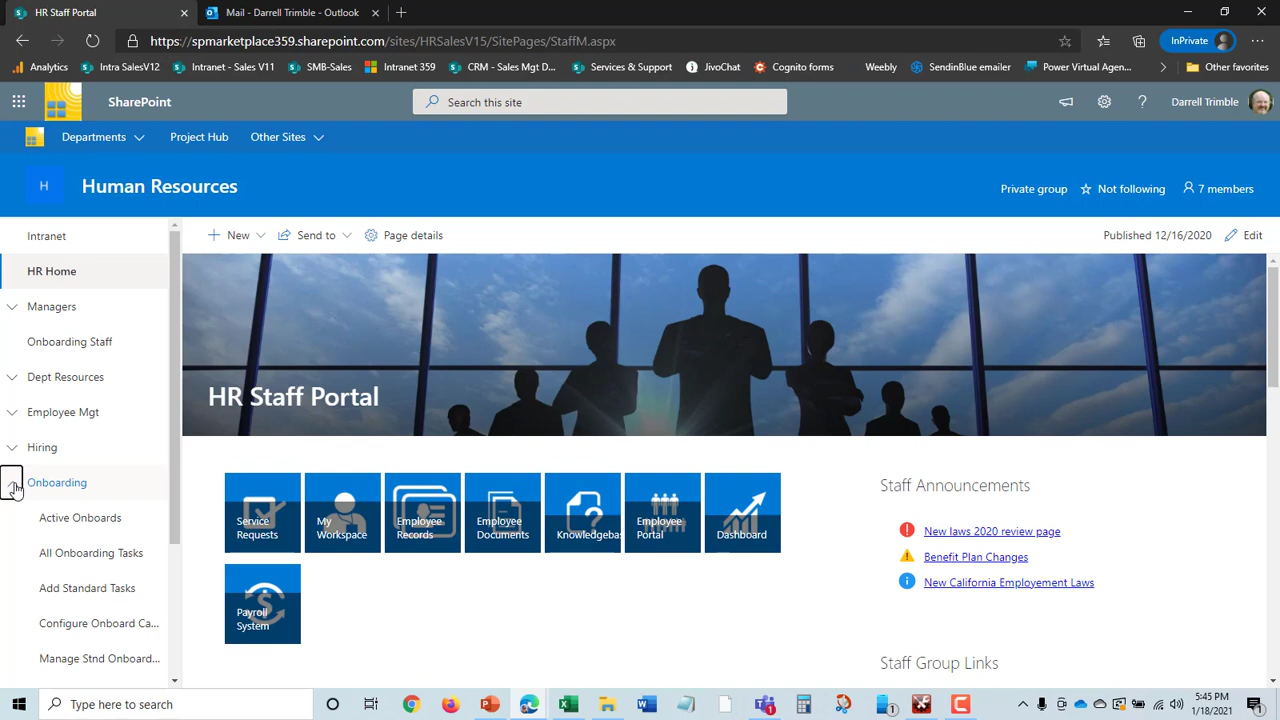 HR Staff Portal
Mail - Darrell Trimble - Outlook
https://spmarketplace359.sharepoint.com/sites/HRSalesV15/SitePages/StaffM.aspx
InPrivate
Analytics
Intra SalesV12
Intranet - Sales V11
SMB-Sales
Intranet 359
CRM - Sales Mgt D...
Services & Support
JivoChat
Cognito forms
Weebly
SendinBlue emailer
Power Virtual Agen...
Other favorites
SharePoint
Search this site
Darrell Trimble
Departments
Project Hub
Other Sites
H
Human Resources
Private group
Not following
7 members
Intranet
HR Home
Managers
Onboarding Staff
Dept Resources
Employee Mgt
Hiring
Onboarding
Active Onboards
All Onboarding Tasks
Add Standard Tasks
Configure Onboard Ca...
Manage Stnd Onboard...
New
Send to
Page details
Published 12/16/2020
Edit
HR Staff Portal
Service
Requests
My
Workspace
Employee
Records
Employee
Documents
Knowledgebas
Employee
Portal
Dashboard
Payroll
System
Staff Announcements
New laws 2020 review page
Benefit Plan Changes
New California Employement Laws
Staff Group Links
Type here to search
5:45 PM
1/18/2021